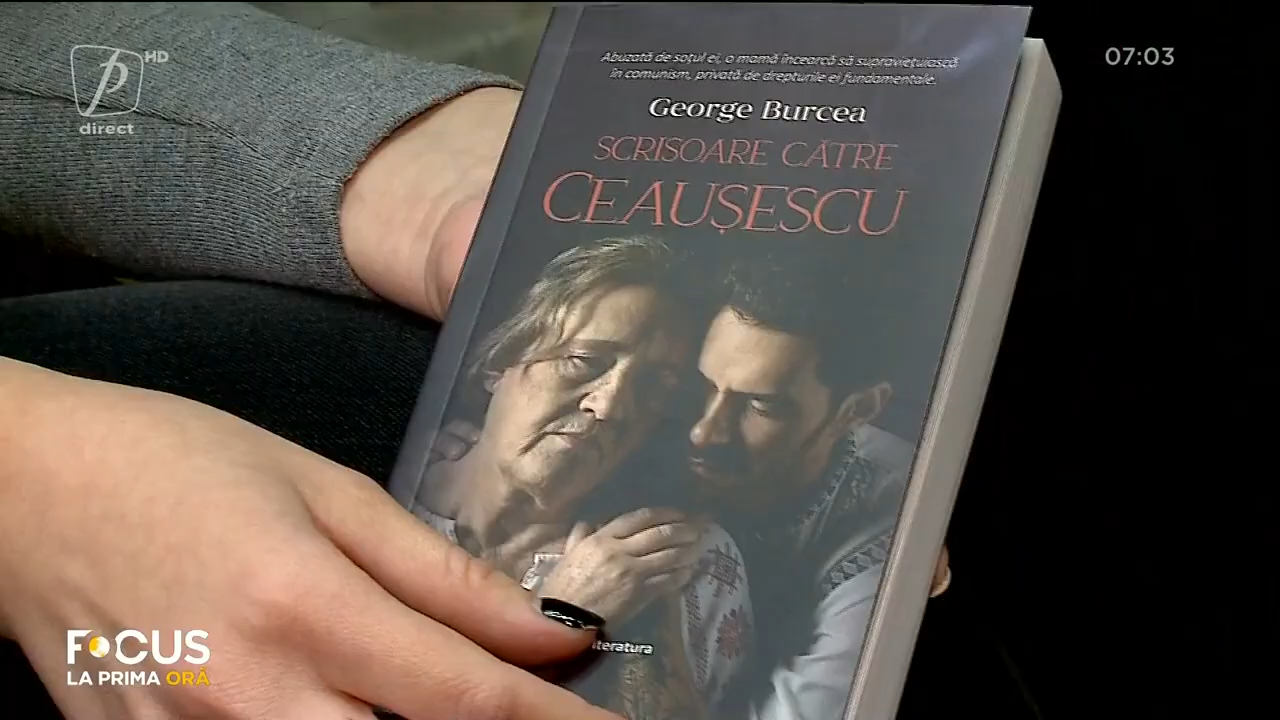 p HD
direct
07:03
Abuzată de soțul ei, o mamă încearcă să supraviețuiască
în comunism, privată de drepturile ei fundamentale.
George Burcea
SCRISOARE CĂTRE
CEAUȘESCU
literatura
FOCUS
LA PRIMA ORĂ